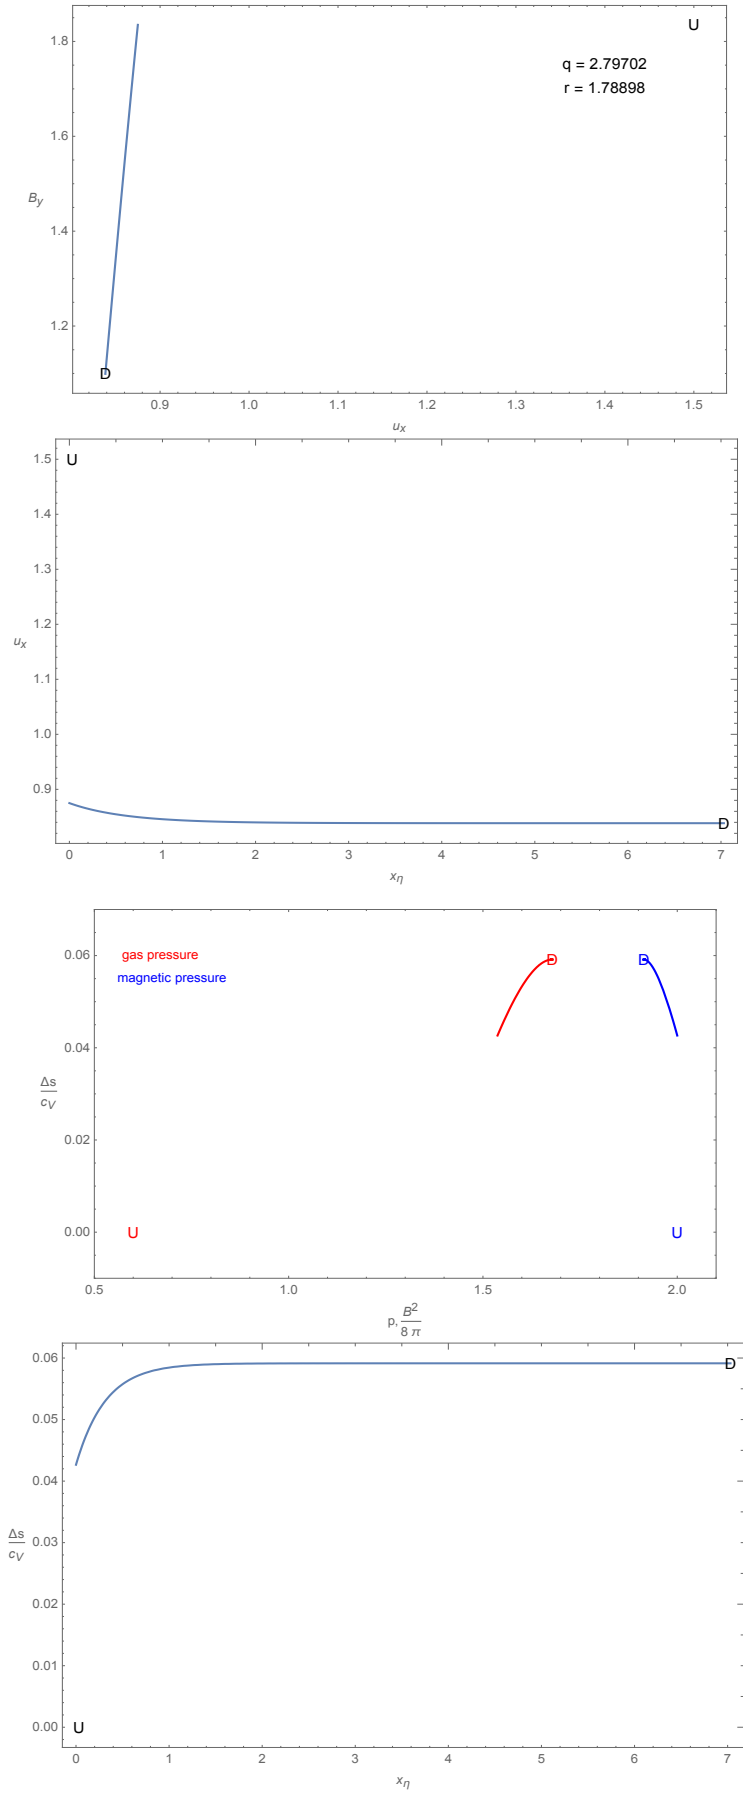 1.8
1.6
1.4
1.2
B_y
U
q = 2.79702
r = 1.78898
D
0.9 1.0 1.1 1.2 1.3 1.4 1.5
u_x
1.5
1.4
1.3
1.2
1.1
1.0
0.9
u_x
U
D
0 1 2 3 4 5 6 7
x_η
0.06
0.04
0.02
0.00
Δs
c_V
gas pressure
magnetic pressure
D D
U U
0.5 1.0 1.5 2.0
p, B^2
8 π
0.06
0.05
0.04
0.03
0.02
0.01
0.00
Δs
c_V
D
U
0 1 2 3 4 5 6 7
x_η